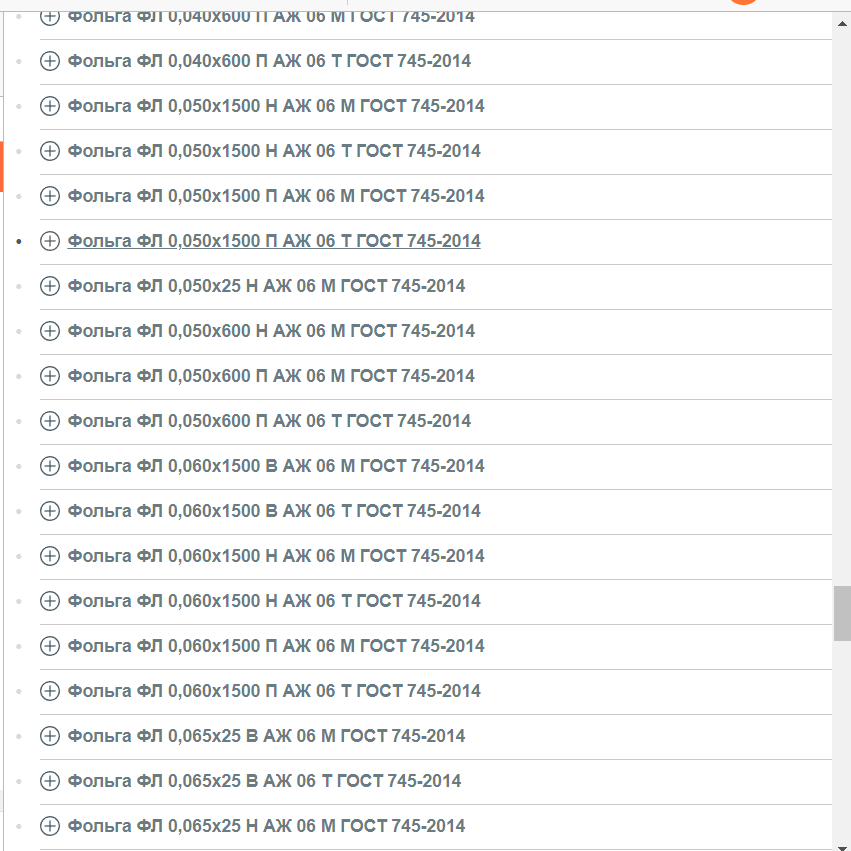 Фольга ФЛ 0,040х600 П АЖ 06 М ГОСТ 745-2014
Фольга ФЛ 0,040х600 П АЖ 06 Т ГОСТ 745-2014
Фольга ФЛ 0,050х1500 Н АЖ 06 М ГОСТ 745-2014
Фольга ФЛ 0,050х1500 Н АЖ 06 Т ГОСТ 745-2014
Фольга ФЛ 0,050х1500 П АЖ 06 М ГОСТ 745-2014
Фольга ФЛ 0,050х1500 П АЖ 06 Т ГОСТ 745-2014
Фольга ФЛ 0,050х25 Н АЖ 06 М ГОСТ 745-2014
Фольга ФЛ 0,050х600 Н АЖ 06 М ГОСТ 745-2014
Фольга ФЛ 0,050х600 П АЖ 06 М ГОСТ 745-2014
Фольга ФЛ 0,050х600 П АЖ 06 Т ГОСТ 745-2014
Фольга ФЛ 0,060х1500 В АЖ 06 М ГОСТ 745-2014
Фольга ФЛ 0,060х1500 В АЖ 06 Т ГОСТ 745-2014
Фольга ФЛ 0,060х1500 Н АЖ 06 М ГОСТ 745-2014
Фольга ФЛ 0,060х1500 Н АЖ 06 Т ГОСТ 745-2014
Фольга ФЛ 0,060х1500 П АЖ 06 М ГОСТ 745-2014
Фольга ФЛ 0,060х1500 П АЖ 06 Т ГОСТ 745-2014
Фольга ФЛ 0,065х25 В АЖ 06 М ГОСТ 745-2014
Фольга ФЛ 0,065х25 В АЖ 06 Т ГОСТ 745-2014
Фольга ФЛ 0,065х25 Н АЖ 06 М ГОСТ 745-2014